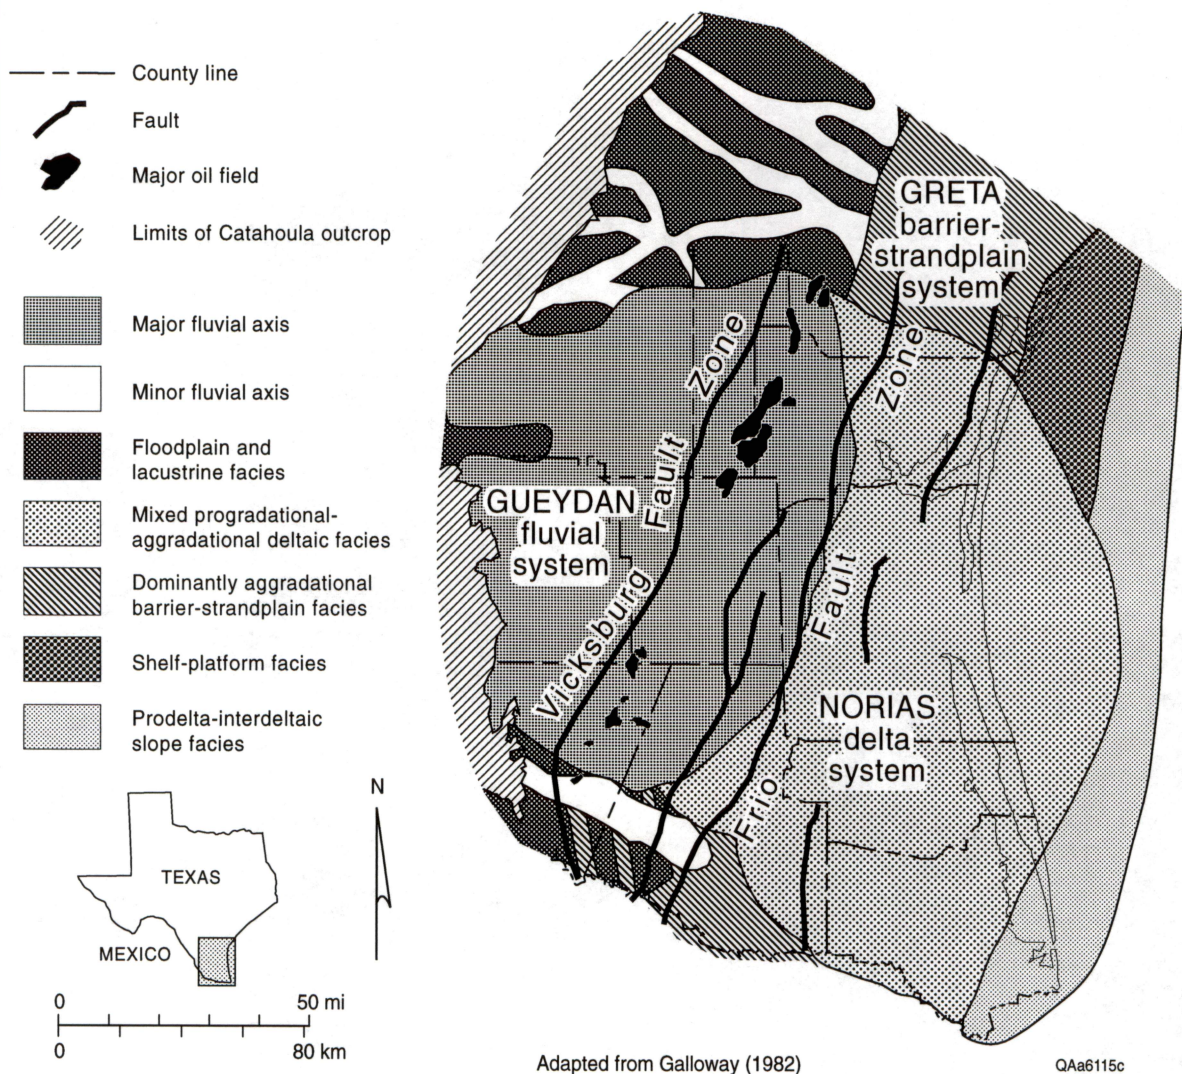 County line
Fault
Major oil field
Limits of Catahoula outcrop
Major fluvial axis
Minor fluvial axis
Floodplain and
lacustrine facies
Mixed progradational-
aggradational deltaic facies
Dominantly aggradational
barrier-strandplain facies
Shelf-platform facies
Prodelta-interdeltaic
slope facies
TEXAS
MEXICO
N
0 50 mi
0 80 km
GRETA
barrier-
strandplain
system
GUEYDAN
fluvial
system
Vicksburg Fault Zone
Frio Fault Zone
NORIAS
delta
system
Adapted from Galloway (1982)
QAa6115c